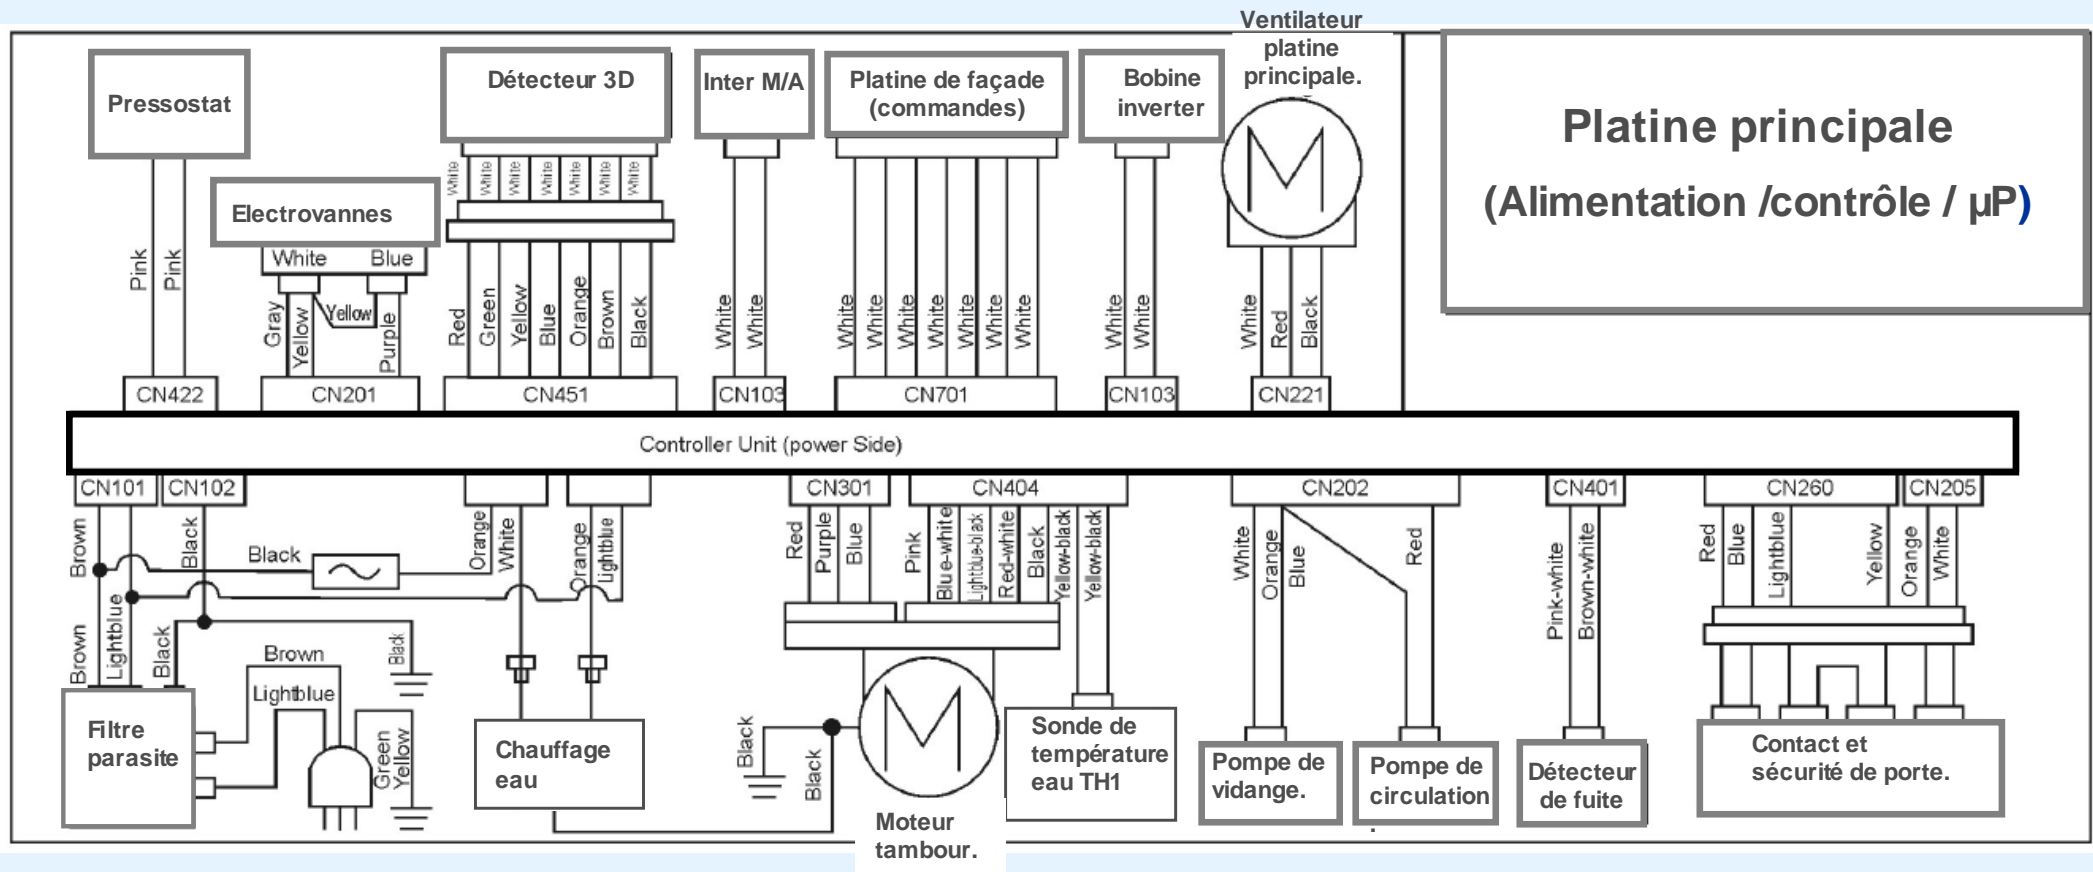 Ventilateur
platine
principale.
Pressostat
Détecteur 3D
Inter M/A
Platine de façade
(commandes)
Bobine
inverter
Platine principale
(Alimentation /contrôle / µP)
Electrovannes
White
Blue
White
White
White
White
White
White
White
Pink
Pink
Gray
Yellow
Yellow
Purple
Red
Green
Yellow
Blue
Orange
Brown
Black
White
White
White
White
White
White
White
White
White
White
White
White
Red
Black
CN422
CN201
CN451
CN103
CN701
CN103
CN221
Controller Unit (power Side)
CN101
CN102
CN301
CN404
CN202
CN401
CN260
CN205
Brown
Black
Black
Orange
White
Orange
Lightblue
Red
Purple
Blue
Pink
Blue-white
Lightblue-black
Red-white
Black
Yellow-black
Yellow-black
White
Orange
Blue
Red
Pink-white
Brown-white
Red
Blue
Lightblue
Yellow
Orange
White
Brown
Lightblue
Black
Brown
Lightblue
Black
Green
Yellow
Black
Black
Filtre
parasite
Chauffage
eau
Moteur
tambour.
Sonde de
température
eau TH1
Pompe de
vidange.
Pompe de
circulation
.
Détecteur
de fuite
Contact et
sécurité de porte.